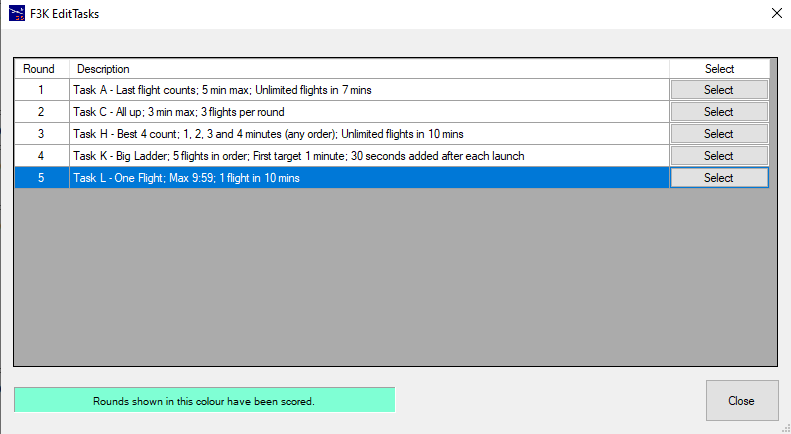 F3K EditTasks
Round Description Select
1 Task A - Last flight counts; 5 min max; Unlimited flights in 7 mins Select
2 Task C - All up; 3 min max; 3 flights per round Select
3 Task H - Best 4 count; 1, 2, 3 and 4 minutes (any order); Unlimited flights in 10 mins Select
4 Task K - Big Ladder; 5 flights in order; First target 1 minute; 30 seconds added after each launch Select
5 Task L - One Flight; Max 9:59; 1 flight in 10 mins Select
Rounds shown in this colour have been scored.
Close